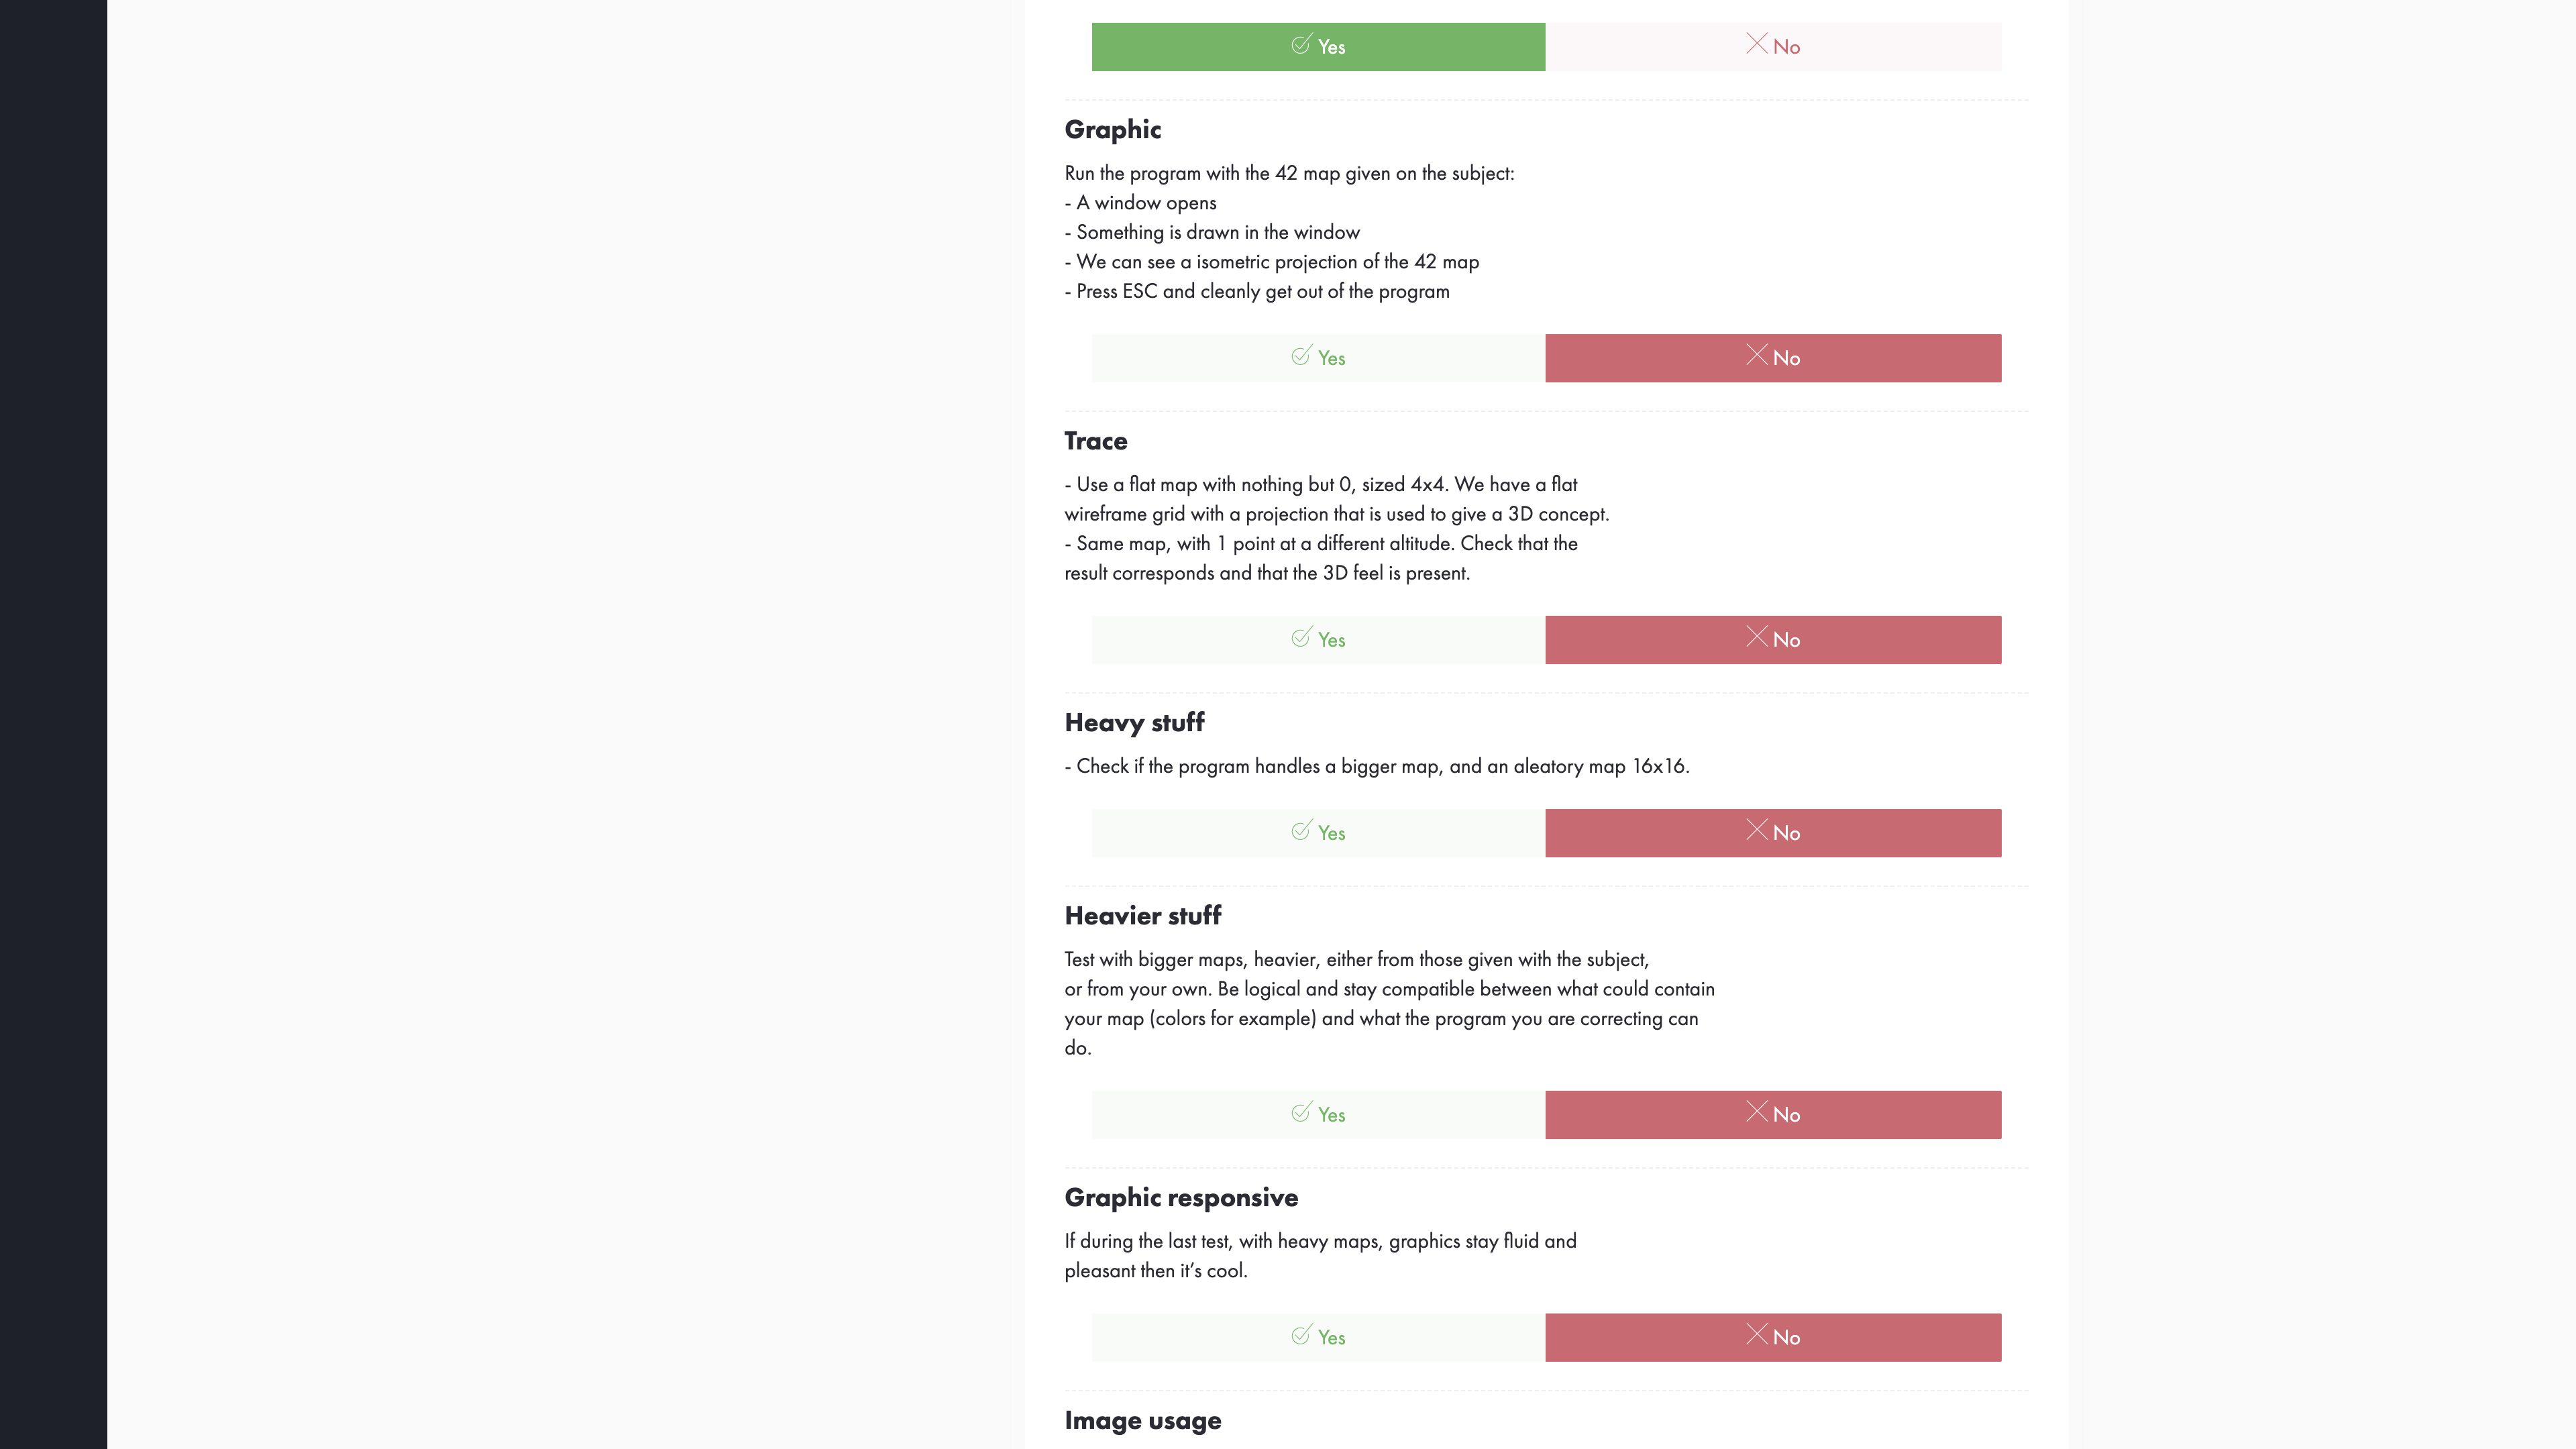 Yes No
Graphic
Run the program with the 42 map given on the subject:
- A window opens
- Something is drawn in the window
- We can see a isometric projection of the 42 map
- Press ESC and cleanly get out of the program
Yes No
Trace
- Use a flat map with nothing but 0, sized 4x4. We have a flat
wireframe grid with a projection that is used to give a 3D concept.
- Same map, with 1 point at a different altitude. Check that the
result corresponds and that the 3D feel is present.
Yes No
Heavy stuff
- Check if the program handles a bigger map, and an aleatory map 16x16.
Yes No
Heavier stuff
Test with bigger maps, heavier, either from those given with the subject,
or from your own. Be logical and stay compatible between what could contain
your map (colors for example) and what the program you are correcting can
do.
Yes No
Graphic responsive
If during the last test, with heavy maps, graphics stay fluid and
pleasant then it’s cool.
Yes No
Image usage